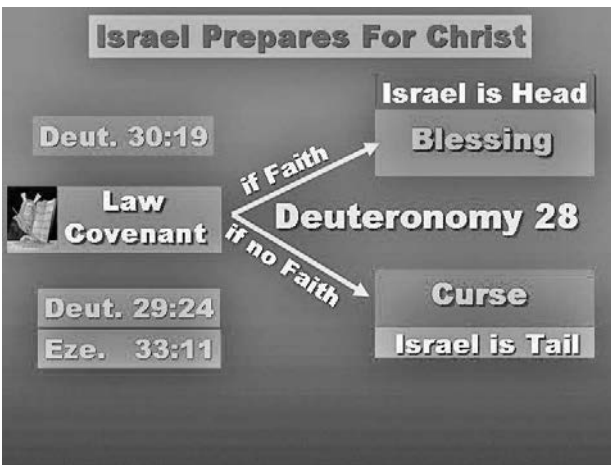 Israel Prepares For Christ
Israel is Head
Blessing
Deut. 30:19
if Faith
Law
Covenant
Deuteronomy 28
if no Faith
Deut. 29:24
Eze. 33:11
Curse
Israel is Tail